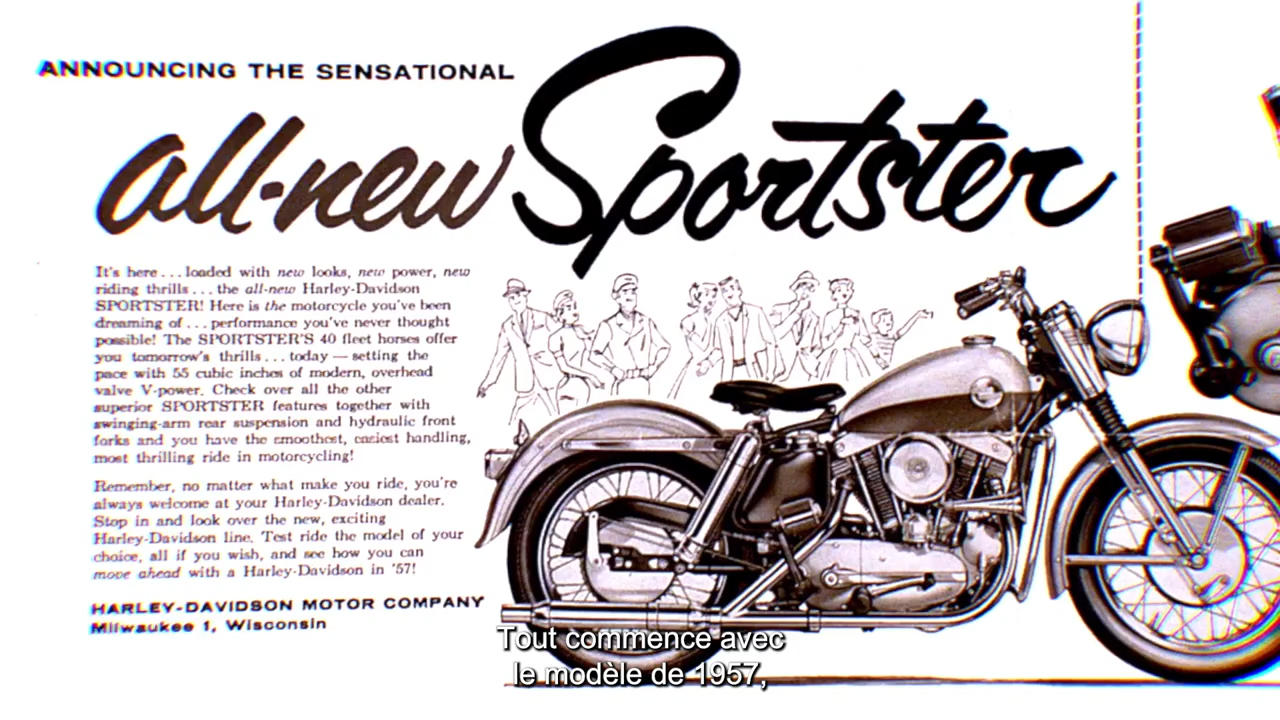 ANNOUNCING THE SENSATIONAL
all-new Sportster
It's here . . . loaded with new looks, new power, new
riding thrills . . . the all-new Harley-Davidson
SPORTSTER! Here is the motorcycle you've been
dreaming of . . . performance you've never thought
possible! The SPORTSTER'S 40 fleet horses offer
you tomorrow's thrills . . . today — setting the
pace with 55 cubic inches of modern, overhead
valve V-power. Check over all the other
superior SPORTSTER features together with
swinging-arm rear suspension and hydraulic front
forks and you have the smoothest, easiest handling,
most thrilling ride in motorcycling!
Remember, no matter what make you ride, you're
always welcome at your Harley-Davidson dealer.
Stop in and look over the new, exciting
Harley-Davidson line. Test ride the model of your
choice, all if you wish, and see how you can
move ahead with a Harley-Davidson in '57!
HARLEY-DAVIDSON MOTOR COMPANY
Milwaukee 1, Wisconsin
Tout commence avec
le modèle de 1957,